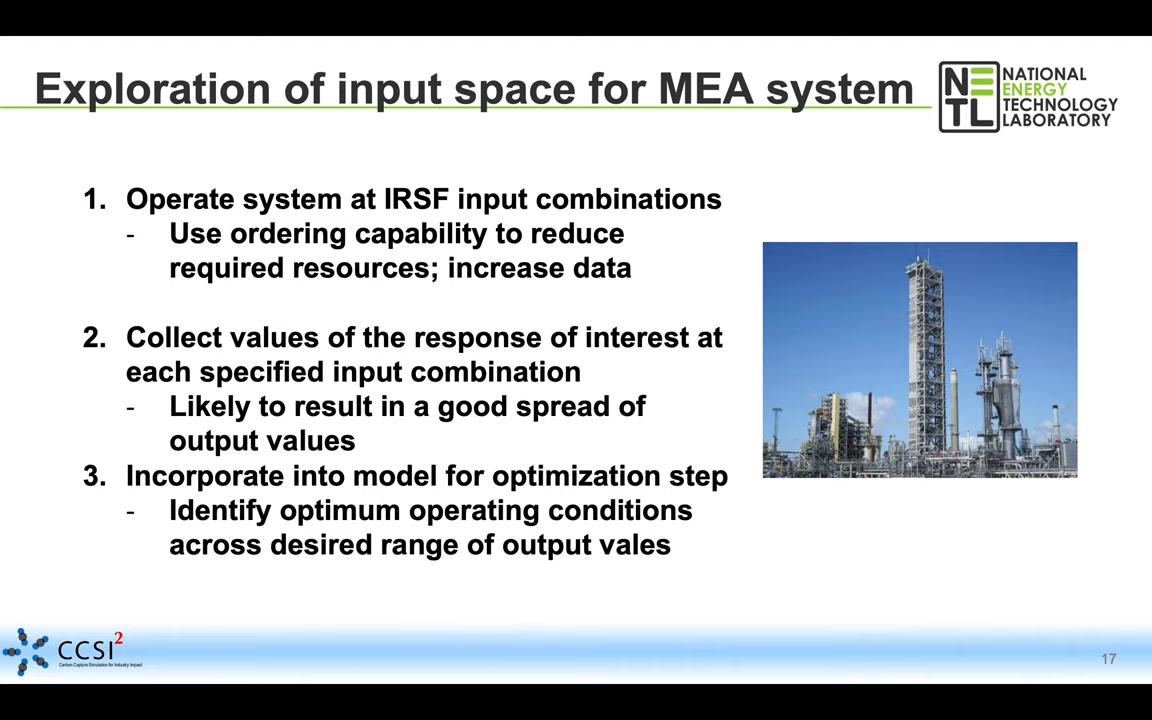 Exploration of input space for MEA system
NETL
NATIONAL
ENERGY
TECHNOLOGY
LABORATORY
1. Operate system at IRSF input combinations
- Use ordering capability to reduce
required resources; increase data
2. Collect values of the response of interest at
each specified input combination
- Likely to result in a good spread of
output values
3. Incorporate into model for optimization step
- Identify optimum operating conditions
across desired range of output vales
CCSI2
Carbon Capture Simulation for Industry Impact
17